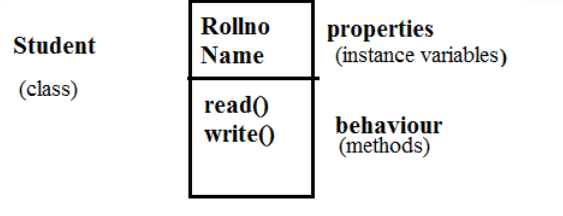 Student
(class)
Rollno
Name
properties
(instance variables)
read()
write()
behaviour
(methods)